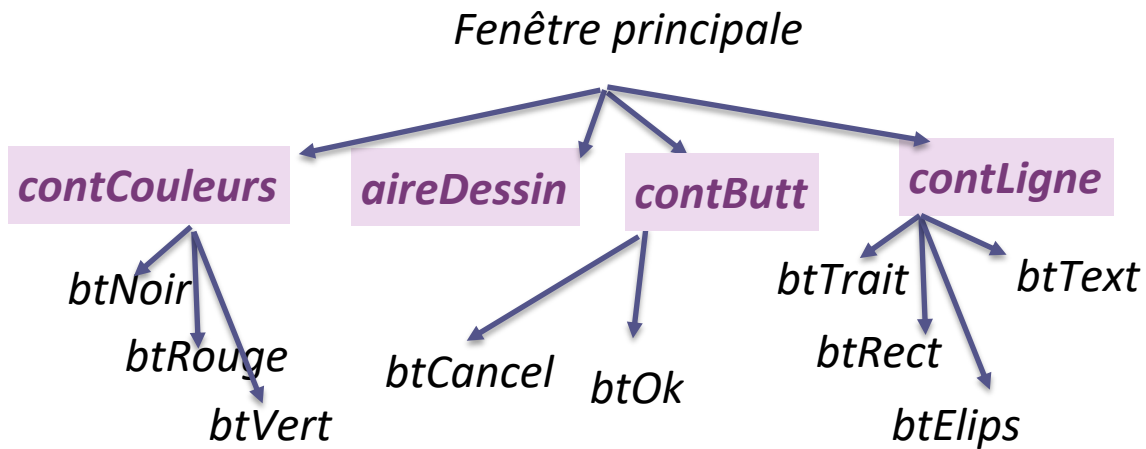 Fenêtre principale
contCouleurs
aireDessin
contButt
contLigne
btNoir
btRouge
btVert
btCancel
btOk
btTrait
btText
btRect
btElips